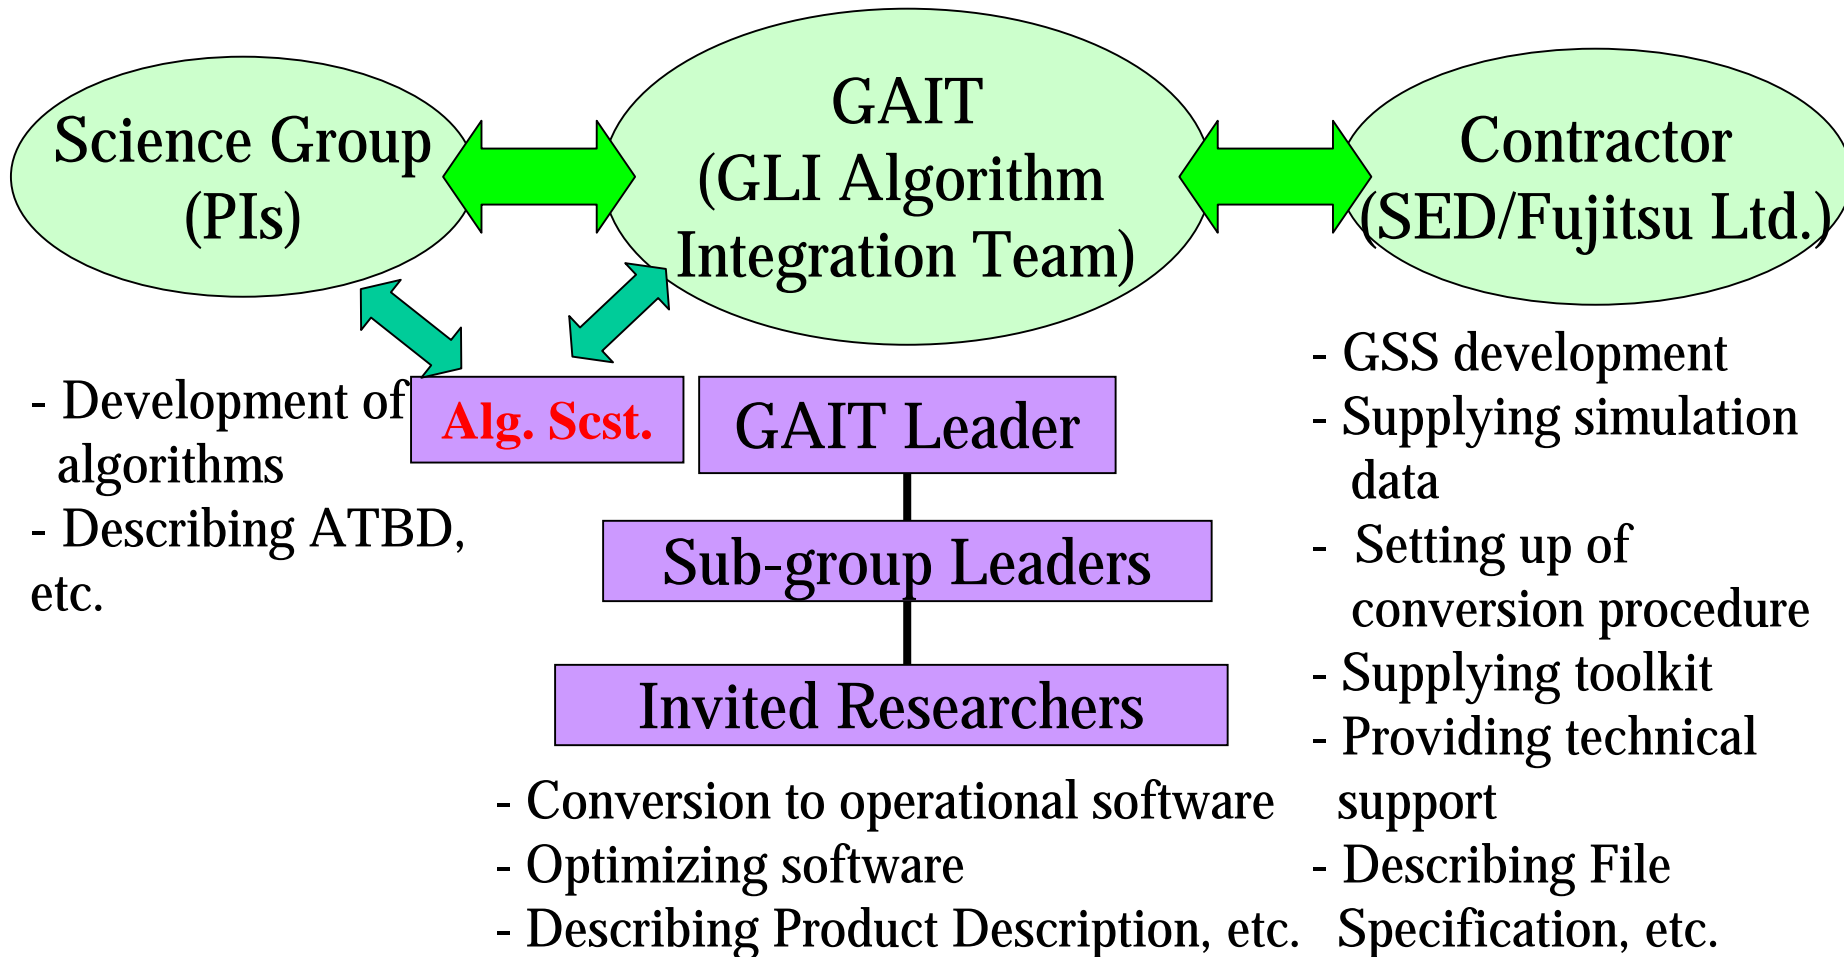 Science Group
(PIs)
GAIT
(GLI Algorithm
Integration Team)
Contractor
(SED/Fujitsu Ltd.)
- Development of
algorithms
- Describing ATBD,
etc.
Alg. Scst.
GAIT Leader
Sub-group Leaders
Invited Researchers
- Conversion to operational software
- Optimizing software
- Describing Product Description, etc.
- GSS development
- Supplying simulation
data
- Setting up of
conversion procedure
- Supplying toolkit
- Providing technical
support
- Describing File
Specification, etc.